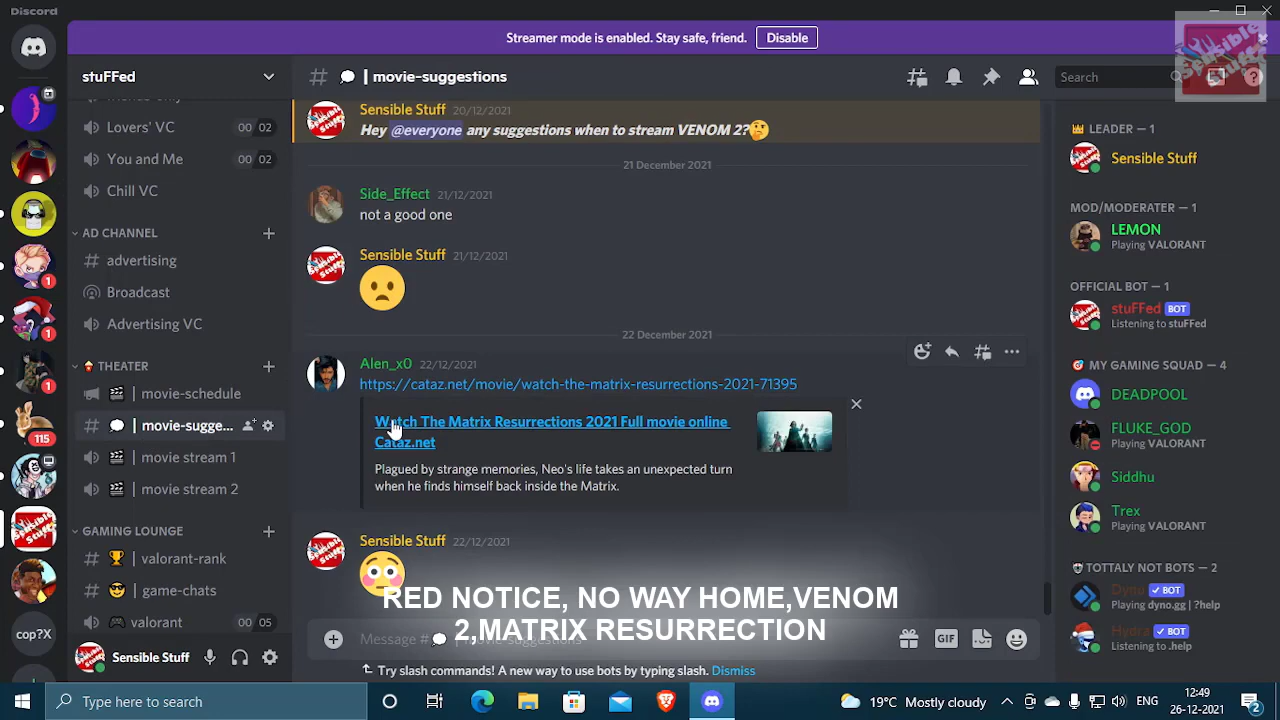 Discord
Streamer mode is enabled. Stay safe, friend.
Disable
stuFFed
# 💬 | movie-suggestions
Search
Lovers' VC 00 02
You and Me 00 02
Chill VC
AD CHANNEL
advertising
Broadcast
Advertising VC
THEATER
| movie-schedule
| movie-sugge...
movie stream 1
movie stream 2
GAMING LOUNGE
| valorant-rank
| game-chats
valorant 00 05
Sensible Stuff
1
1
1
115
cop?X
Sensible Stuff 20/12/2021
Hey @everyone any suggestions when to stream VENOM 2?🤔
21 December 2021
Side_Effect 21/12/2021
not a good one
Sensible Stuff 21/12/2021
22 December 2021
Alen_x0 22/12/2021
https://cataz.net/movie/watch-the-matrix-resurrections-2021-71395
Watch The Matrix Resurrections 2021 Full movie online
Cataz.net
Plagued by strange memories, Neo's life takes an unexpected turn
when he finds himself back inside the Matrix.
Sensible Stuff 22/12/2021
RED NOTICE, NO WAY HOME,VENOM
2,MATRIX RESURRECTION
Message #
GIF
Try slash commands! A new way to use bots by typing slash. Dismiss
LEADER — 1
Sensible Stuff
MOD/MODERATER — 1
LEMON
Playing VALORANT
OFFICIAL BOT — 1
stuFFed BOT
Listening to stuFFed
MY GAMING SQUAD — 4
DEADPOOL
FLUKE_GOD
Siddhu
Trex
Playing VALORANT
TOTTALY NOT BOTS — 2
Dyno BOT
Playing dyno.gg | ?help
Hydra BOT
Listening to .help
Sensible Stuff
Type here to search
19°C Mostly cloudy
ENG
12:49
26-12-2021
2